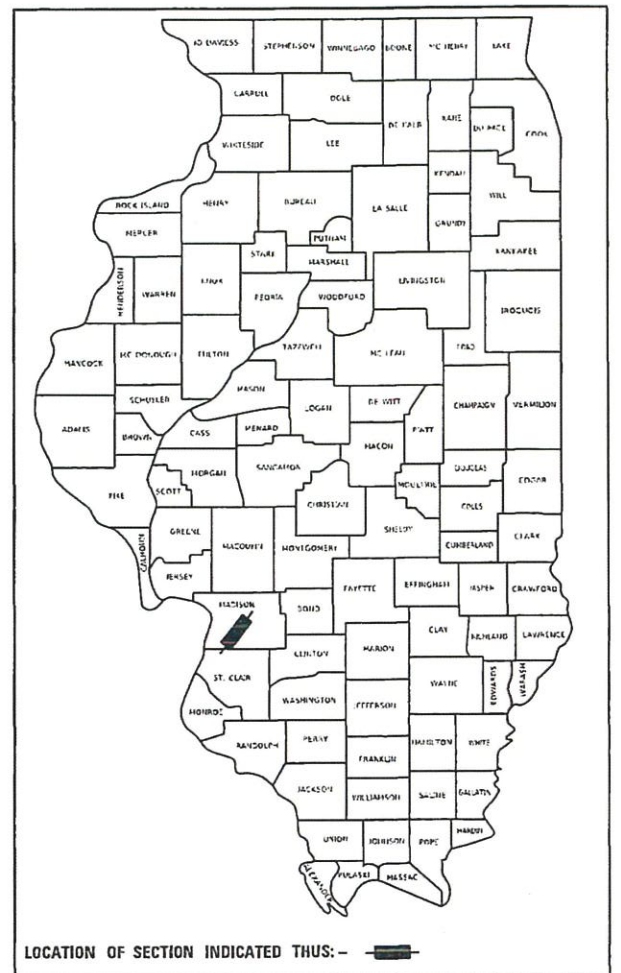 JO DAVIESS STEPHENSON WINNEBAGO BOONE MC HENRY LAKE
CARROLL OGLE
DE KALB KANE DU PAGE COOK
WHITESIDE LEE
KENDALL WILL
ROCK ISLAND HENRY BUREAU LA SALLE
MERCER GRUNDY
PUTNAM
STARK MARSHALL KANKAKEE
HENDERSON WARREN KNOX PEORIA WOODFORD LIVINGSTON IROQUOIS
HANCOCK MC DONOUGH FULTON TAZEWELL MC LEAN FORD
SCHUYLER MASON LOGAN DE WITT CHAMPAIGN VERMILION
ADAMS BROWN CASS MENARD MACON PIATT
PIKE SCOTT MORGAN SANGAMON CHRISTIAN MOULTRIE DOUGLAS EDGAR
COLES
CALHOUN GREENE MACOUPIN MONTGOMERY SHELBY CUMBERLAND CLARK
JERSEY FAYETTE EFFINGHAM JASPER CRAWFORD
MADISON BOND
CLAY RICHLAND LAWRENCE
CLINTON MARION
ST. CLAIR WAYNE EDWARDS WABASH
MONROE WASHINGTON JEFFERSON
RANDOLPH PERRY HAMILTON WHITE
FRANKLIN
JACKSON WILLIAMSON SALINE GALLATIN
UNION JOHNSON POPE HARDIN
ALEXANDER PULASKI MASSAC
LOCATION OF SECTION INDICATED THUS: -